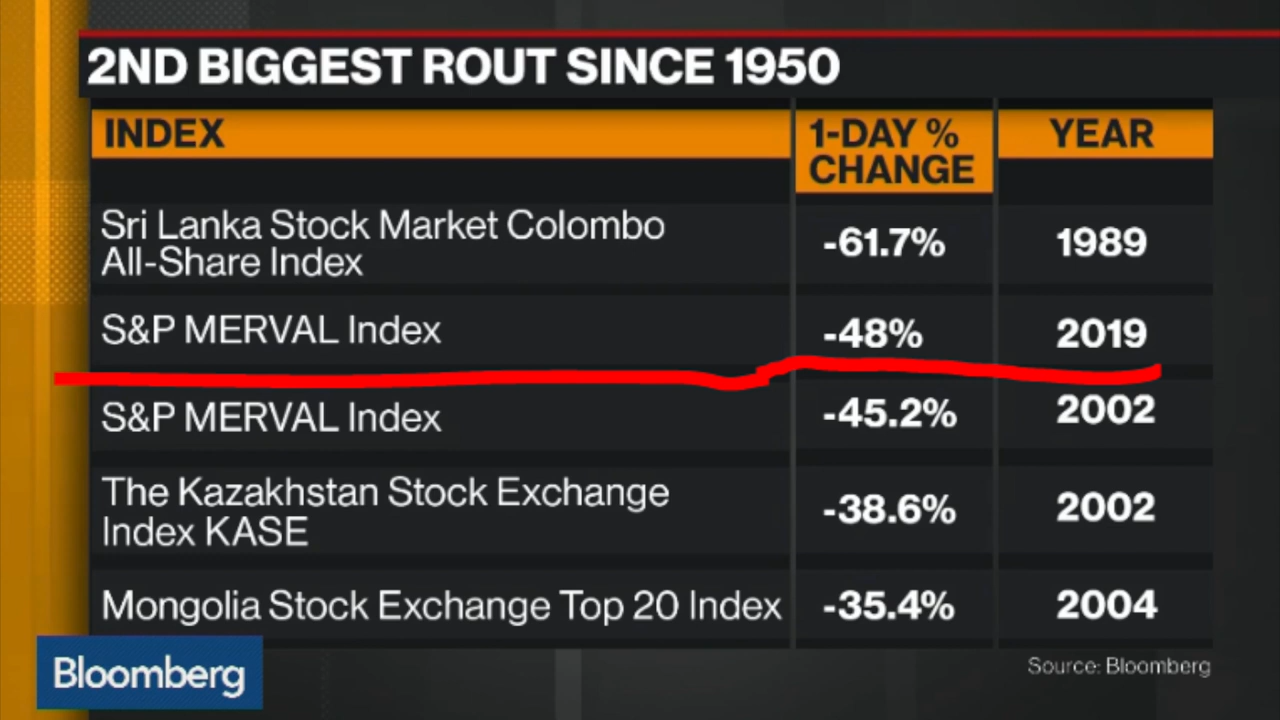 2ND BIGGEST ROUT SINCE 1950
INDEX
1-DAY %
CHANGE
YEAR
Sri Lanka Stock Market Colombo
All-Share Index
-61.7%
1989
S&P MERVAL Index
-48%
2019
S&P MERVAL Index
-45.2%
2002
The Kazakhstan Stock Exchange
Index KASE
-38.6%
2002
Mongolia Stock Exchange Top 20 Index
-35.4%
2004
Bloomberg
Source: Bloomberg